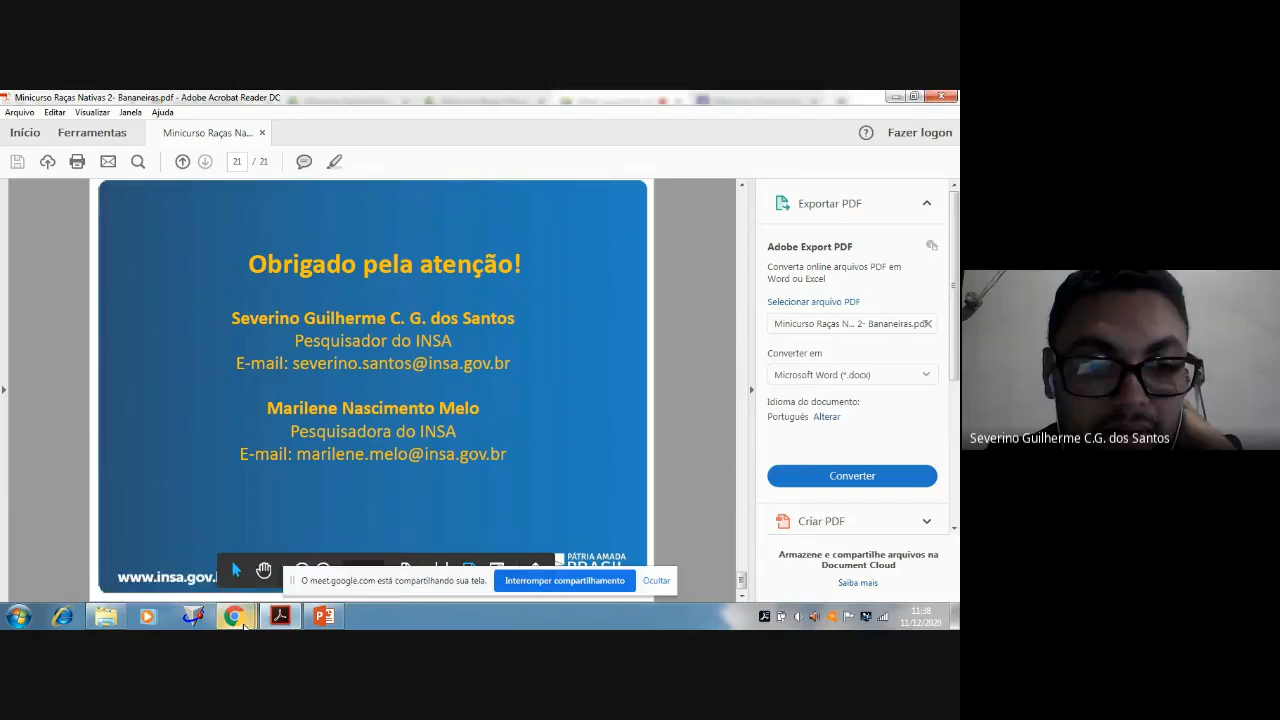 Minicurso Raças Nativas 2- Bananeiras.pdf - Adobe Acrobat Reader DC
Arquivo Editar Visualizar Janela Ajuda
Início Ferramentas Minicurso Raças Na... Fazer logon
21 / 21
Obrigado pela atenção!
Severino Guilherme C. G. dos Santos
Pesquisador do INSA
E-mail: severino.santos@insa.gov.br
Marilene Nascimento Melo
Pesquisadora do INSA
E-mail: marilene.melo@insa.gov.br
PÁTRIA AMADA
BRASIL
www.insa.gov.
O meet.google.com está compartilhando sua tela. Interromper compartilhamento Ocultar
Exportar PDF
Adobe Export PDF
Converta online arquivos PDF em
Word ou Excel
Selecionar arquivo PDF
Minicurso Raças N... 2- Bananeiras.pdf
Converter em
Microsoft Word (*.docx)
Idioma do documento:
Português Alterar
Converter
Criar PDF
Armazene e compartilhe arquivos na
Document Cloud
Saiba mais
11:38
11/12/2020
Severino Guilherme C.G. dos Santos